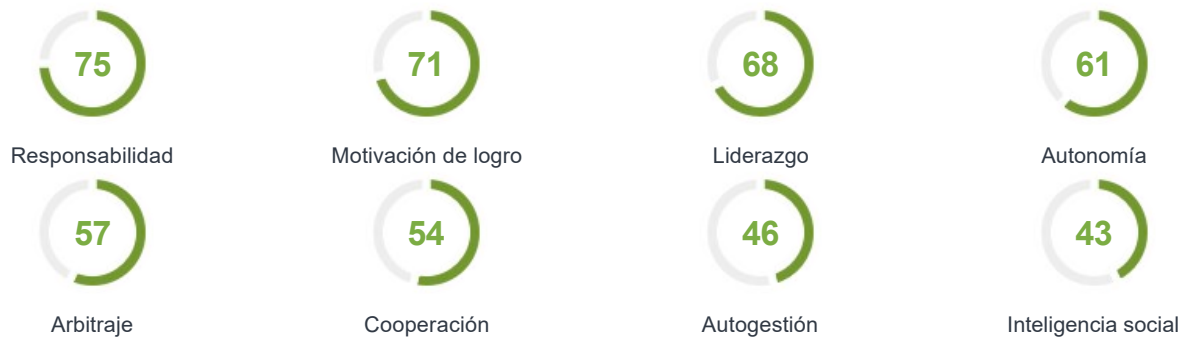 75 71 68 61
Responsabilidad Motivación de logro Liderazgo Autonomía
57 54 46 43
Arbitraje Cooperación Autogestión Inteligencia social